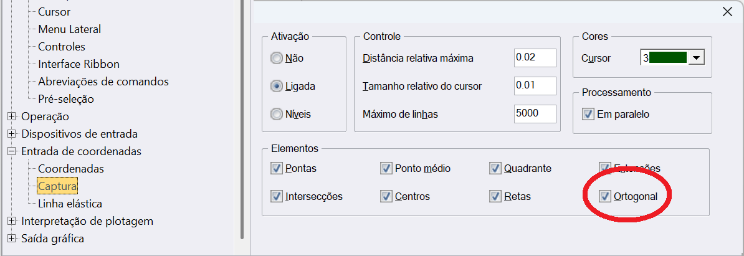 Cursor
Menu Lateral
Controles
Interface Ribbon
Abreviações de comandos
Pré-seleção
Operação
Dispositivos de entrada
Entrada de coordenadas
Coordenadas
Captura
Linha elástica
Interpretação de plotagem
Saída gráfica
Ativação
Não
Ligada
Níveis
Controle
Distância relativa máxima 0.02
Tamanho relativo do cursor 0.01
Máximo de linhas 5000
Cores
Cursor 3
Processamento
Em paralelo
Elementos
Pontas Ponto médio Quadrante Extensões
Intersecções Centros Retas Ortogonal